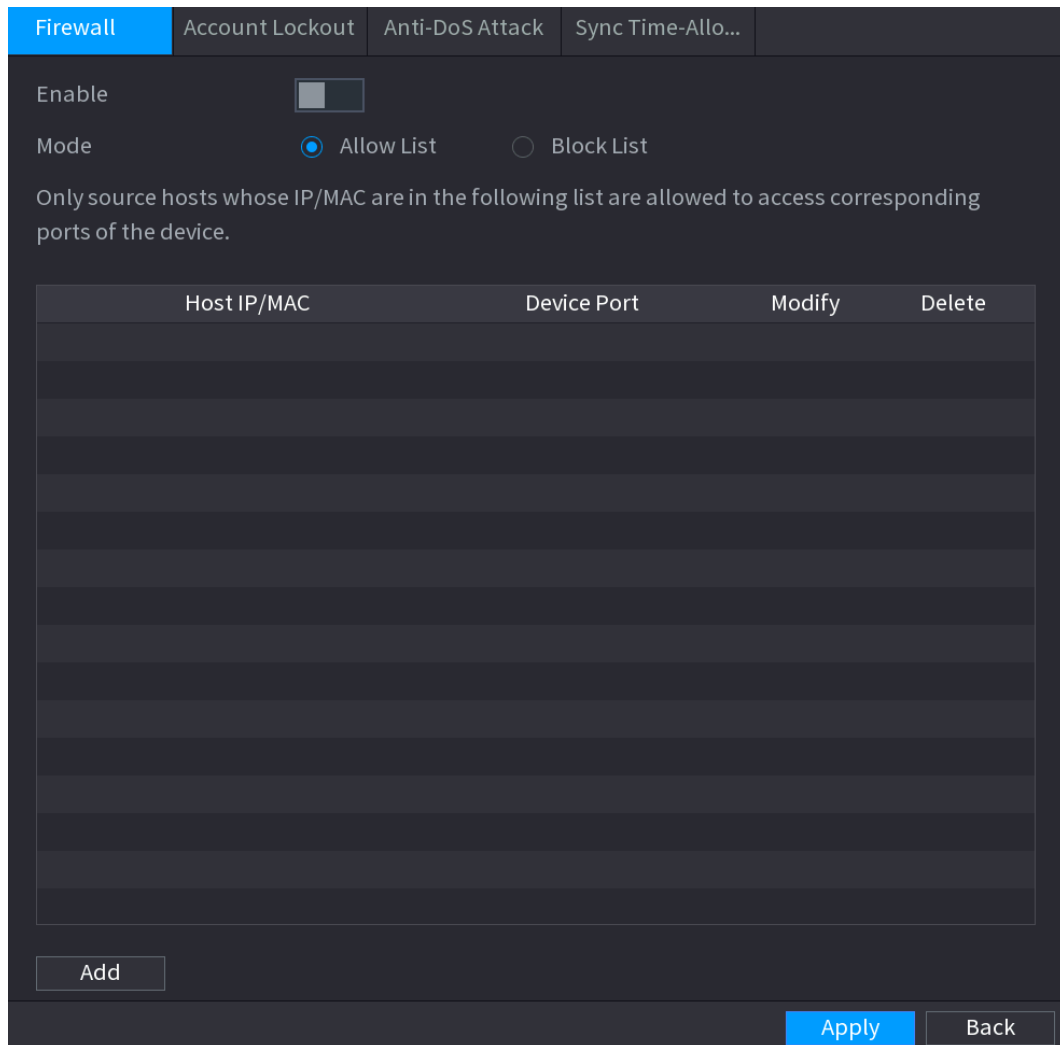 Firewall Account Lockout Anti-DoS Attack Sync Time-Allo...
Enable
Mode Allow List Block List
Only source hosts whose IP/MAC are in the following list are allowed to access corresponding
ports of the device.
Host IP/MAC Device Port Modify Delete
Add
Apply Back